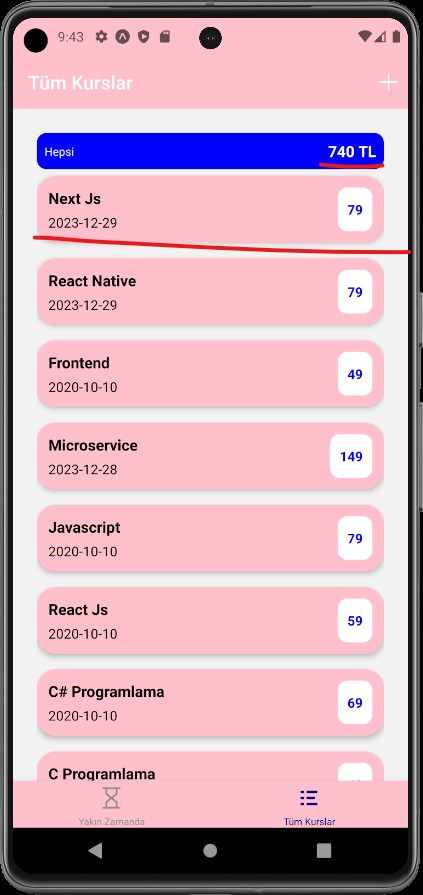 9:43
Tüm Kurslar
Hepsi
740 TL
Next Js
79
2023-12-29
React Native
79
2023-12-29
Frontend
49
2020-10-10
Microservice
149
2023-12-28
Javascript
79
2020-10-10
React Js
59
2020-10-10
C# Programlama
69
2020-10-10
C Programlama
Yakın Zamanda
Tüm Kurslar